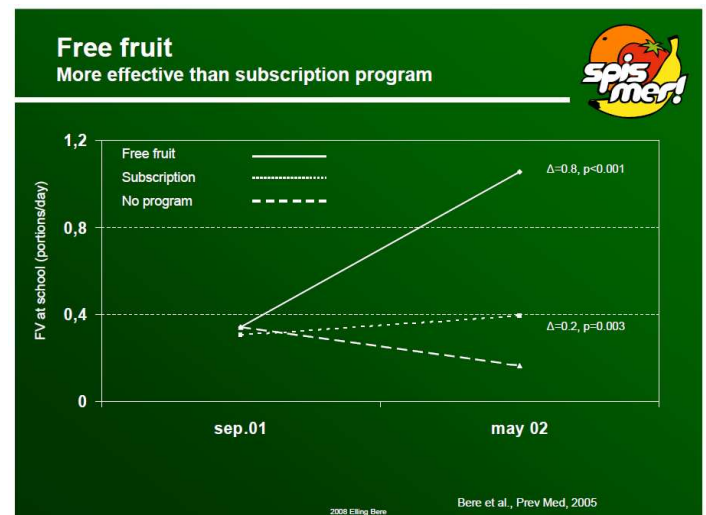 Free fruit
More effective than subscription program
spis
mer!
1,2
0,8
0,4
0
FV at school (portions/day)
Free fruit
Subscription
No program
Δ=0.8, p<0.001
Δ=0.2, p=0.003
sep.01
may 02
Bere et al., Prev Med, 2005
2008 Elling Bere